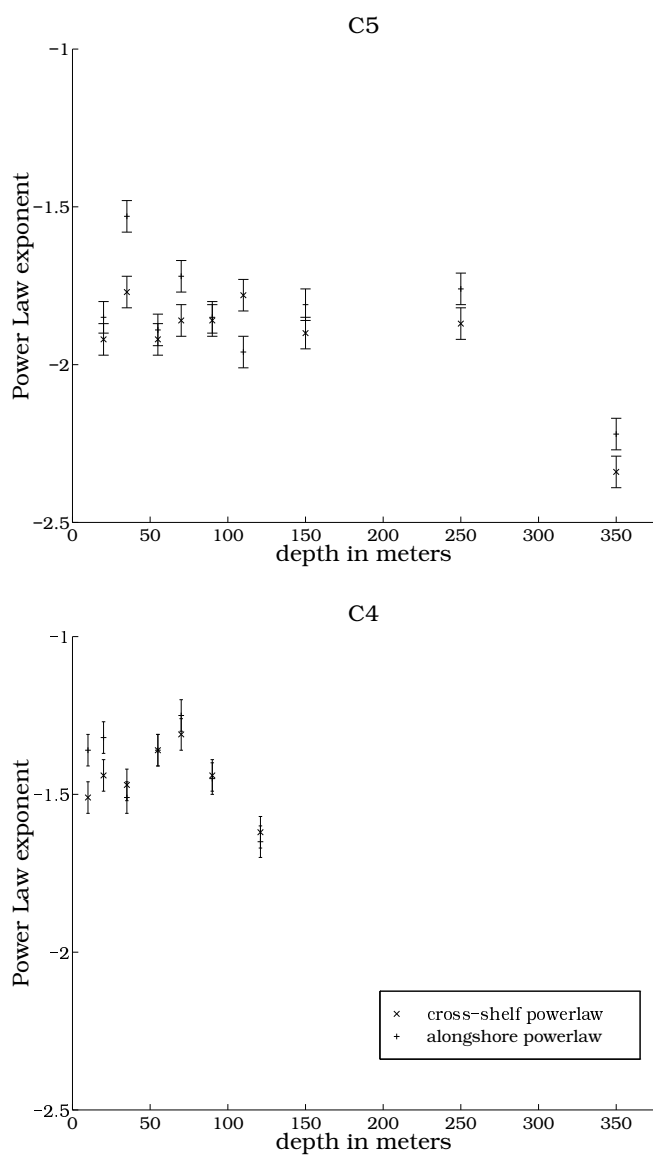 C5
−1
−1.5
−2
−2.5
Power Law exponent
0 50 100 150 200 250 300 350
depth in meters
C4
−1
−1.5
−2
−2.5
Power Law exponent
cross−shelf powerlaw
alongshore powerlaw
0 50 100 150 200 250 300 350
depth in meters